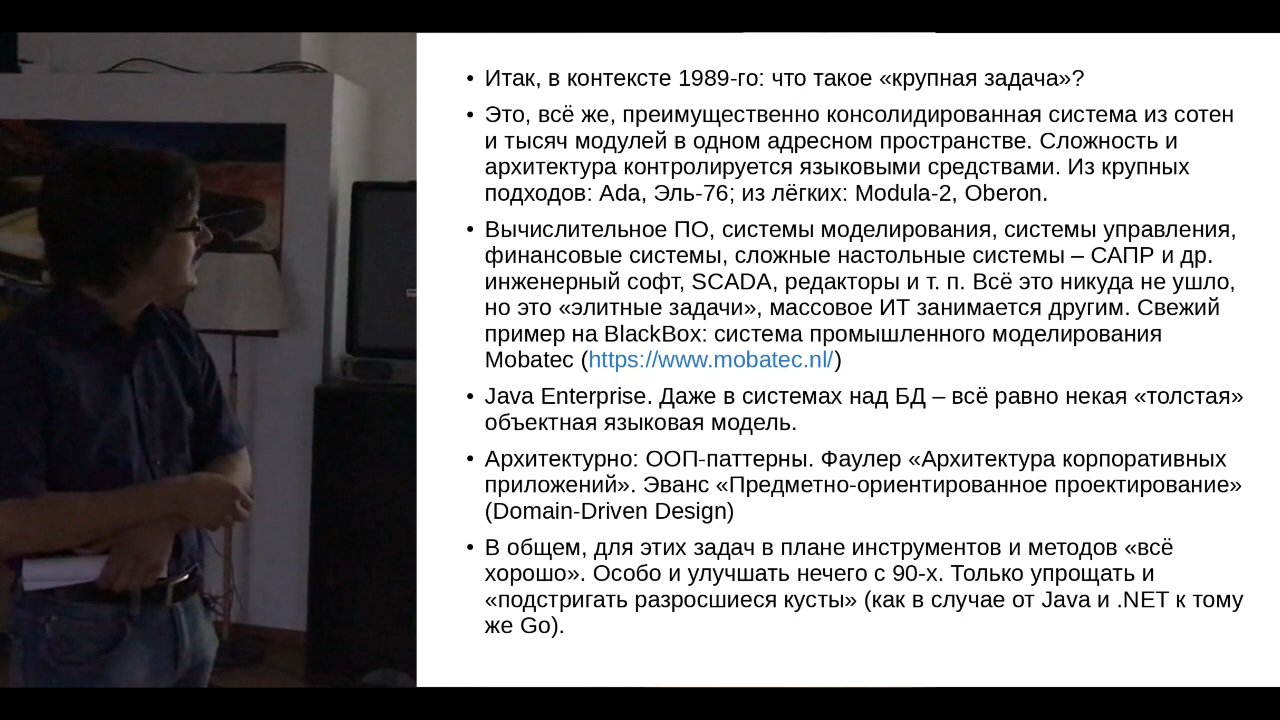 • Итак, в контексте 1989-го: что такое «крупная задача»?
• Это, всё же, преимущественно консолидированная система из сотен
и тысяч модулей в одном адресном пространстве. Сложность и
архитектура контролируется языковыми средствами. Из крупных
подходов: Ada, Эль-76; из лёгких: Modula-2, Oberon.
• Вычислительное ПО, системы моделирования, системы управления,
финансовые системы, сложные настольные системы – САПР и др.
инженерный софт, SCADA, редакторы и т. п. Всё это никуда не ушло,
но это «элитные задачи», массовое ИТ занимается другим. Свежий
пример на BlackBox: система промышленного моделирования
Mobatec (https://www.mobatec.nl/)
• Java Enterprise. Даже в системах над БД – всё равно некая «толстая»
объектная языковая модель.
• Архитектурно: ООП-паттерны. Фаулер «Архитектура корпоративных
приложений». Эванс «Предметно-ориентированное проектирование»
(Domain-Driven Design)
• В общем, для этих задач в плане инструментов и методов «всё
хорошо». Особо и улучшать нечего с 90-х. Только упрощать и
«подстригать разросшиеся кусты» (как в случае от Java и .NET к тому
же Go).